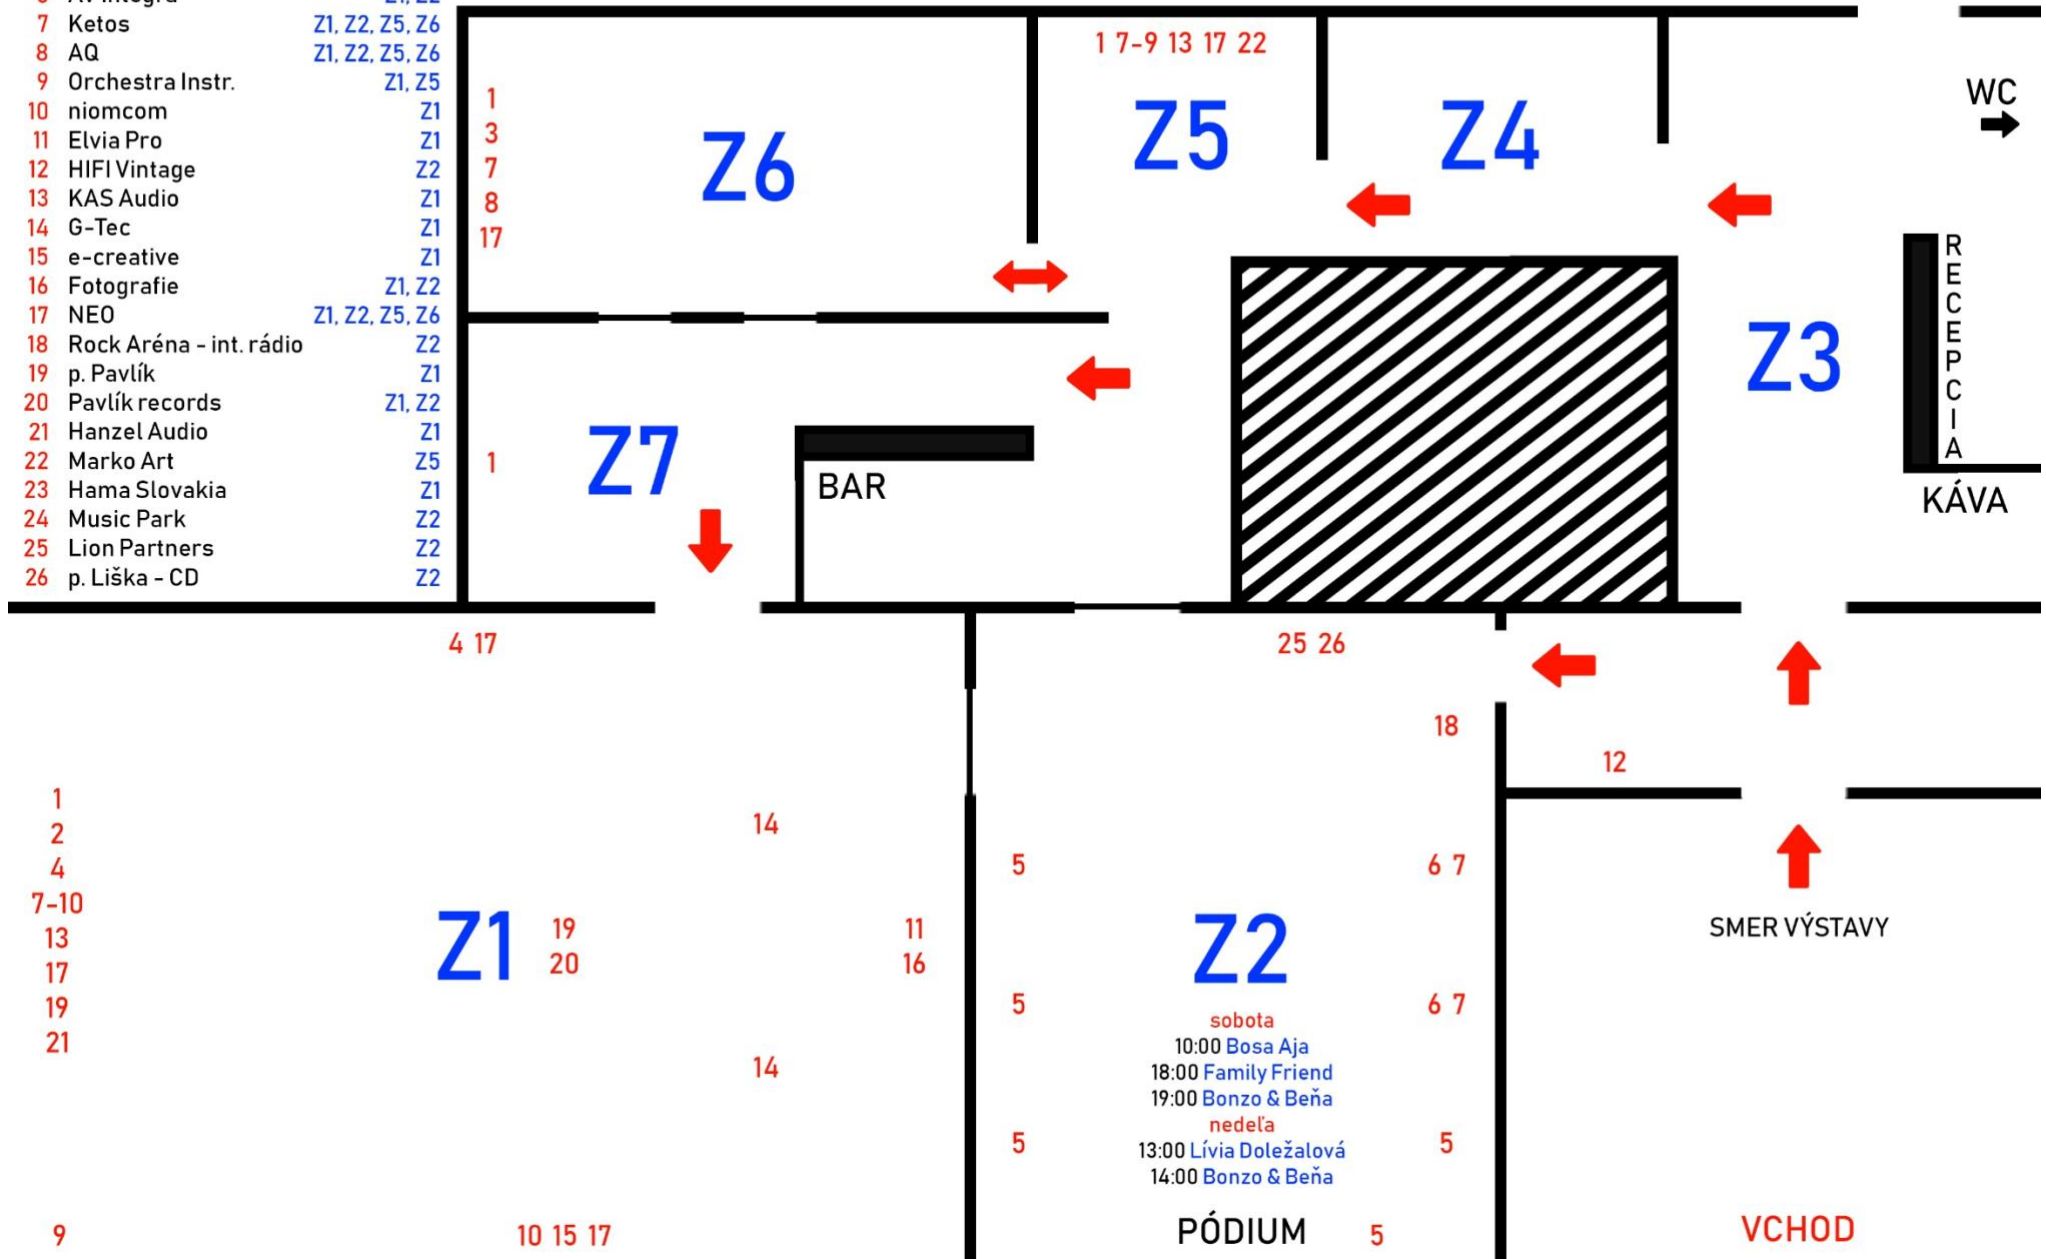 7 Ketos Z1, Z2, Z5, Z6
8 AQ Z1, Z2, Z5, Z6
9 Orchestra Instr. Z1, Z5
10 niomcom Z1
11 Elvia Pro Z1
12 HIFI Vintage Z2
13 KAS Audio Z1
14 G-Tec Z1
15 e-creative Z1
16 Fotografie Z1, Z2
17 NEO Z1, Z2, Z5, Z6
18 Rock Aréna - int. rádio Z2
19 p. Pavlík Z1
20 Pavlík records Z1, Z2
21 Hanzel Audio Z1
22 Marko Art Z5
23 Hama Slovakia Z1
24 Music Park Z2
25 Lion Partners Z2
26 p. Liška - CD Z2
1
3
7
8
17
Z6
1 7-9 13 17 22
Z5
Z4
WC
RECEPCIA
Z3
KÁVA
1
Z7
BAR
4 17
1
2
4
7-10
13
17
19
21
9
Z1
19
20
14
14
11
16
10 15 17
25 26
18
5
6 7
Z2
5
6 7
sobota
10:00 Bosa Aja
18:00 Family Friend
19:00 Bonzo & Beňa
nedeľa
13:00 Lívia Doležalová
14:00 Bonzo & Beňa
5
5
PÓDIUM
5
12
SMER VÝSTAVY
VCHOD